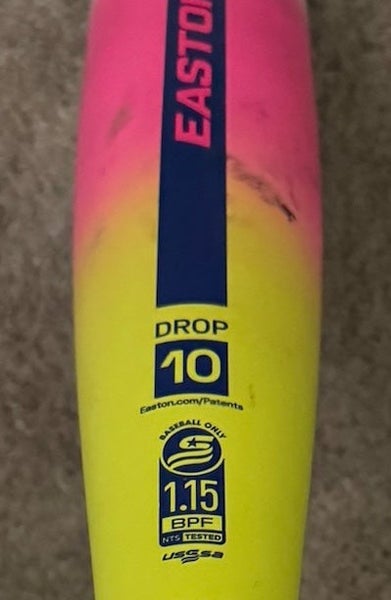 EASTON
DROP
10
Easton.com/Patents
BASEBALL ONLY
1.15
BPF
NTS TESTED
USSSA